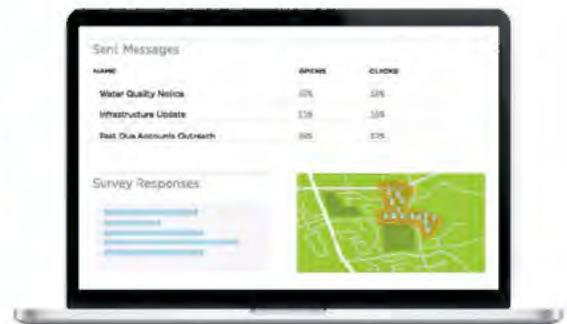 Sent Messages
NAME OPENS CLICKS
Water Quality Notice
Infrastructure Update
Past Due Accounts Outreach
Survey Responses